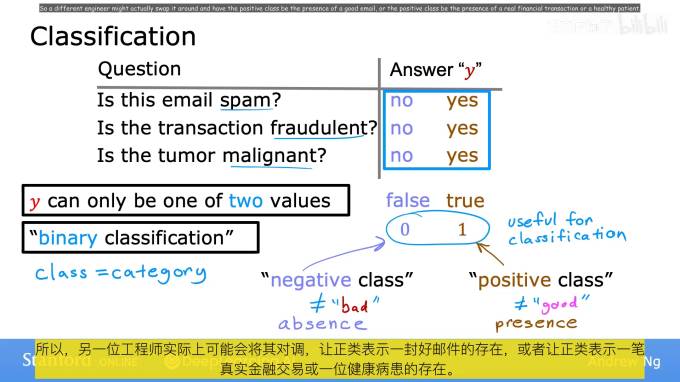 So a different engineer might actually swap it around and have the positive class be the presence of a good email, or the positive class be the presence of a real financial transaction or a healthy patient.
bilibili
Classification
Question Answer “y”
Is this email spam? no yes
Is the transaction fraudulent? no yes
Is the tumor malignant? no yes
y can only be one of two values
false true
0 1
useful for
classification
“binary classification”
class = category
“negative class” “positive class”
≠ "bad" ≠ "good"
absence presence
所以，另一位工程师实际上可能会将其对调，让正类表示一封好邮件的存在，或者让正类表示一笔
真实金融交易或一位健康病患的存在。
Stanford ONLINE Andrew Ng